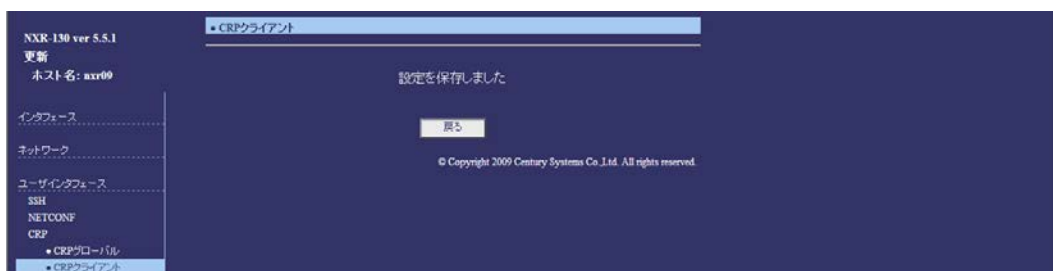 NXR-130 ver 5.5.1
更新
ホスト名: nxr09
インタフェース
ネットワーク
ユーザインタフェース
SSH
NETCONF
CRP
• CRPグローバル
• CRPクライアント
• CRPクライアント
設定を保存しました
戻る
© Copyright 2009 Century Systems Co.,Ltd. All rights reserved.